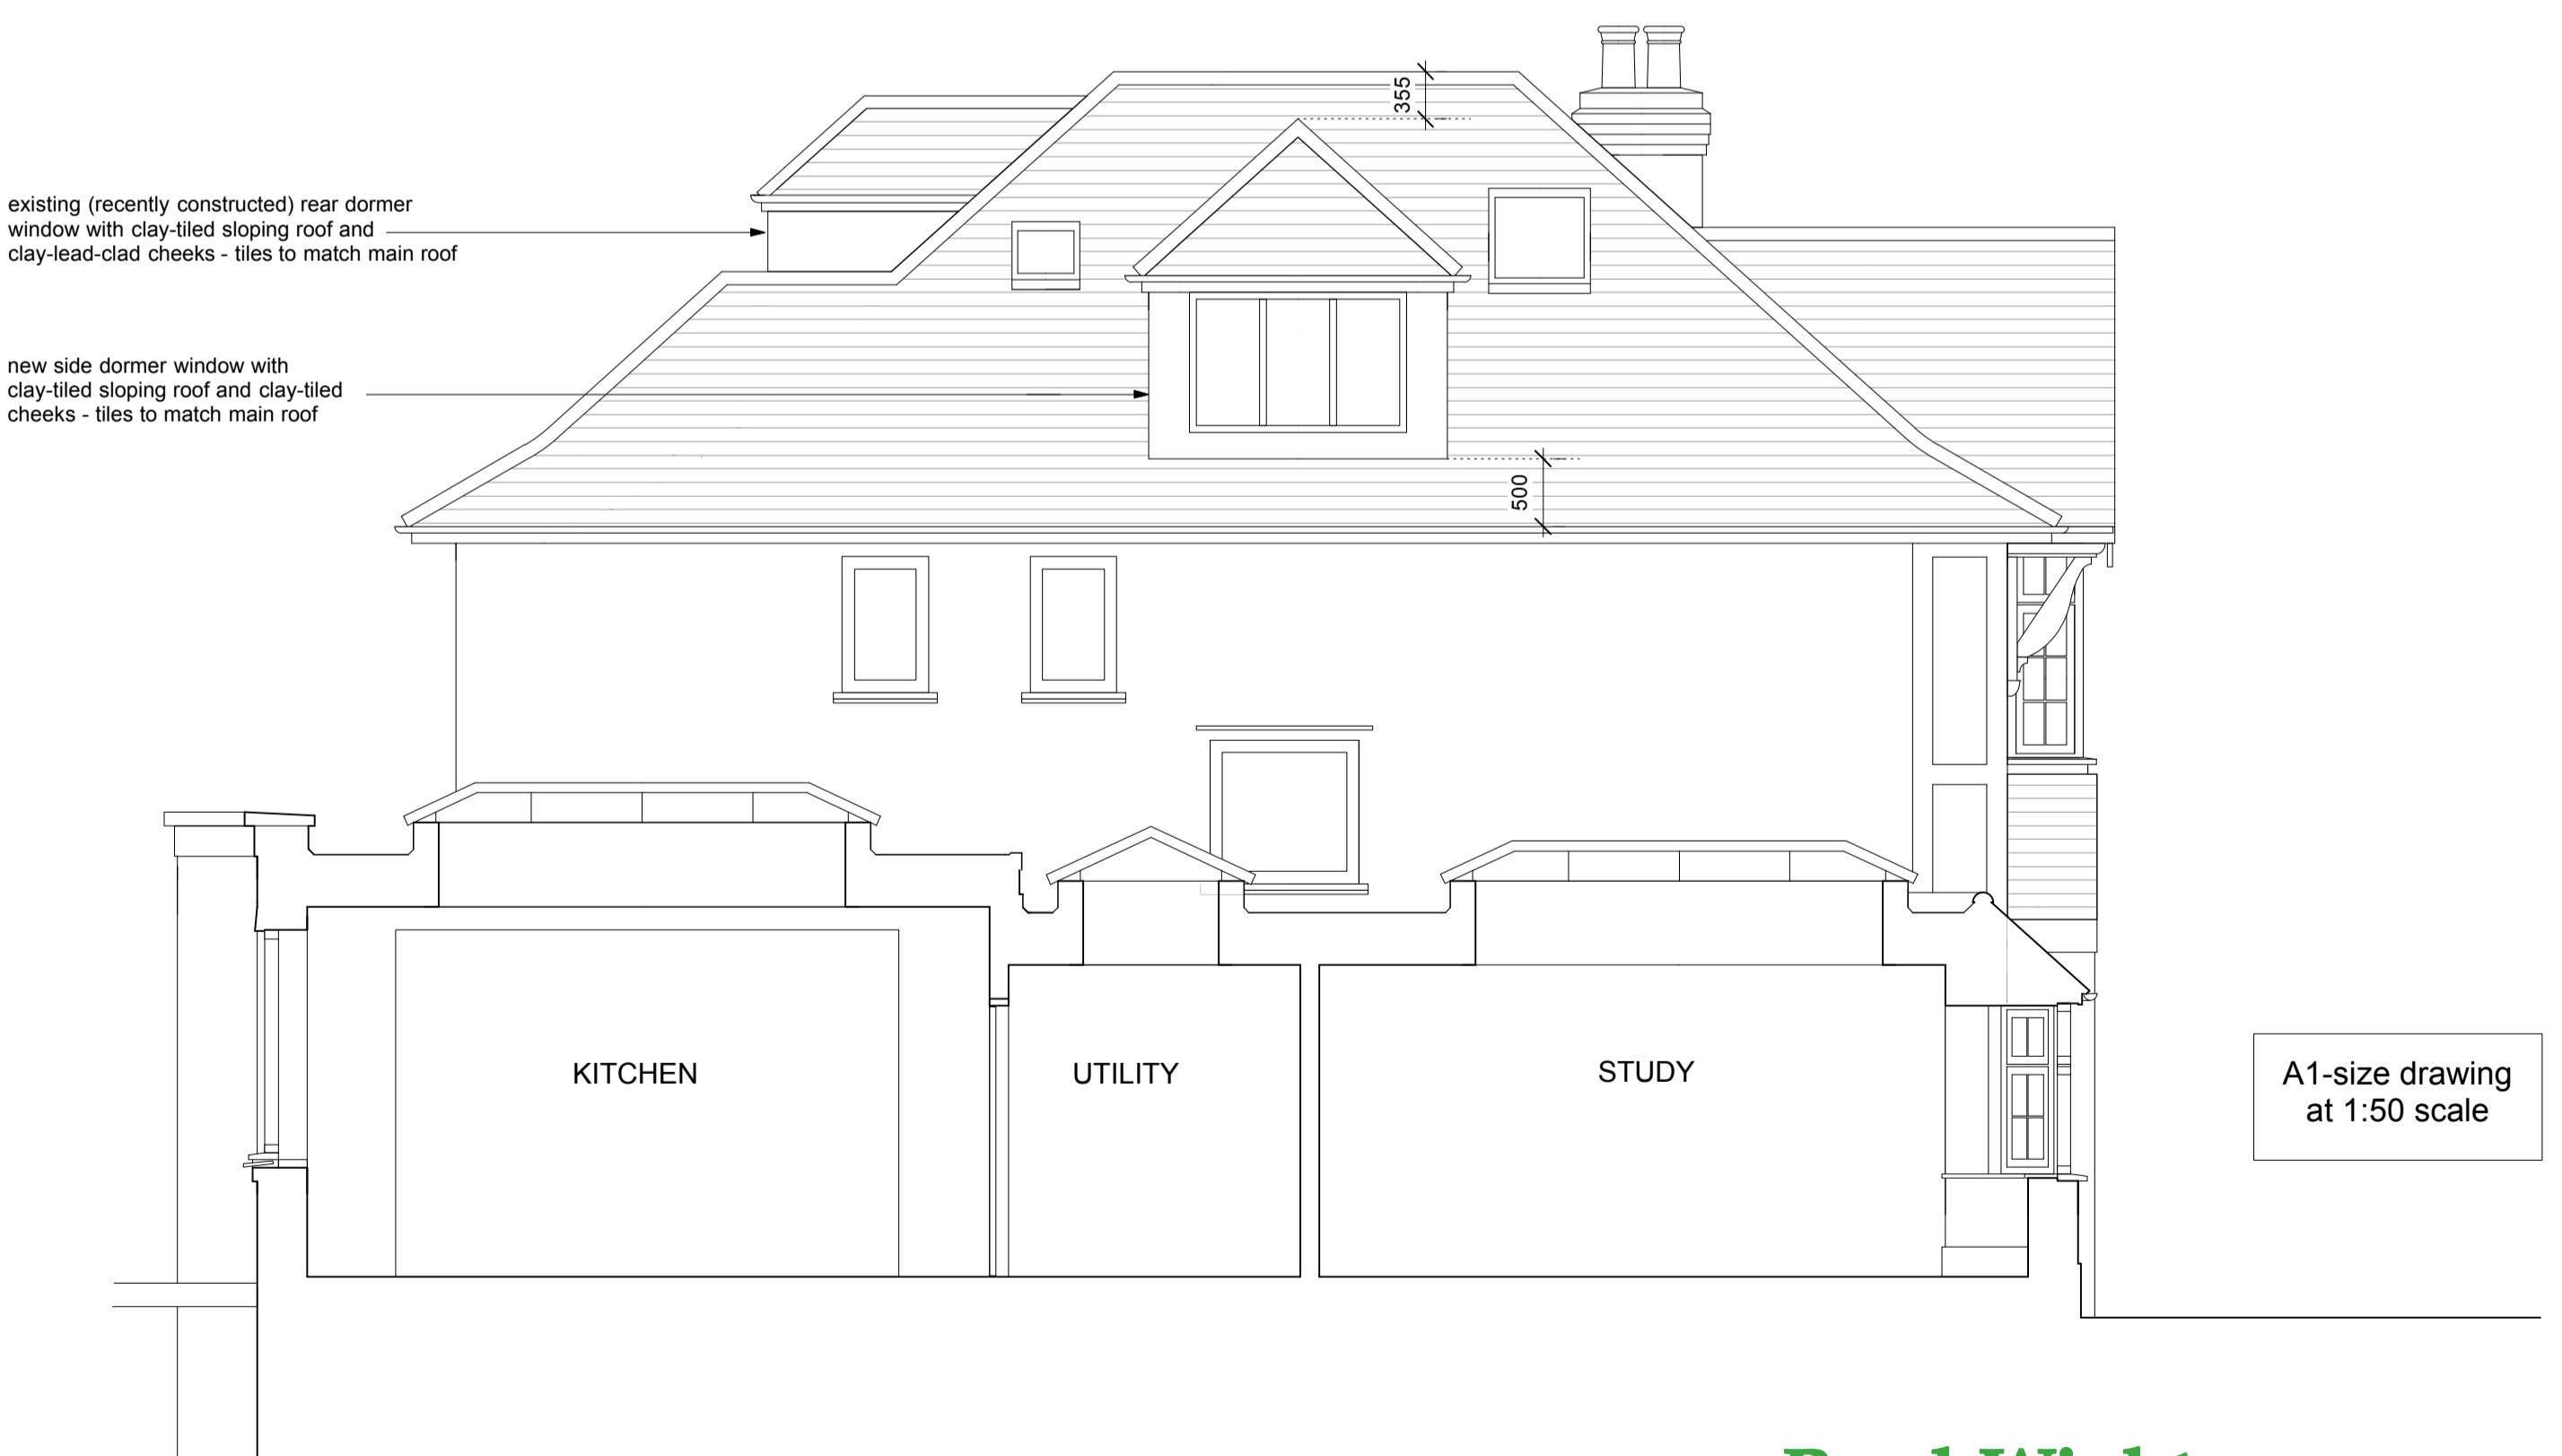 355
existing (recently constructed) rear dormer
window with clay-tiled sloping roof and
clay-lead-clad cheeks - tiles to match main roof
new side dormer window with
clay-tiled sloping roof and clay-tiled
cheeks - tiles to match main roof
500
KITCHEN
UTILITY
STUDY
A1-size drawing
at 1:50 scale